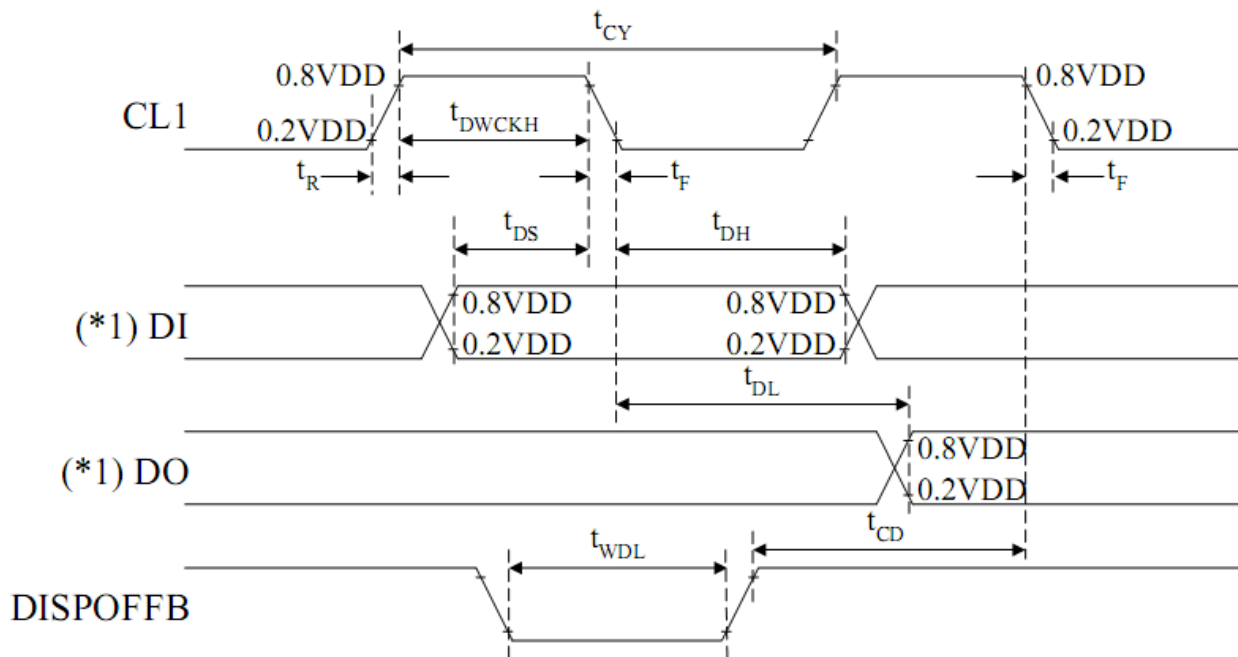 tCY
0.8VDD 0.8VDD
CL1 tDWCKH
0.2VDD 0.2VDD
tR tF tF
tDS tDH
0.8VDD 0.8VDD
(*1) DI
0.2VDD 0.2VDD
tDL
(*1) DO 0.8VDD
0.2VDD
tCD
tWDL
DISPOFFB